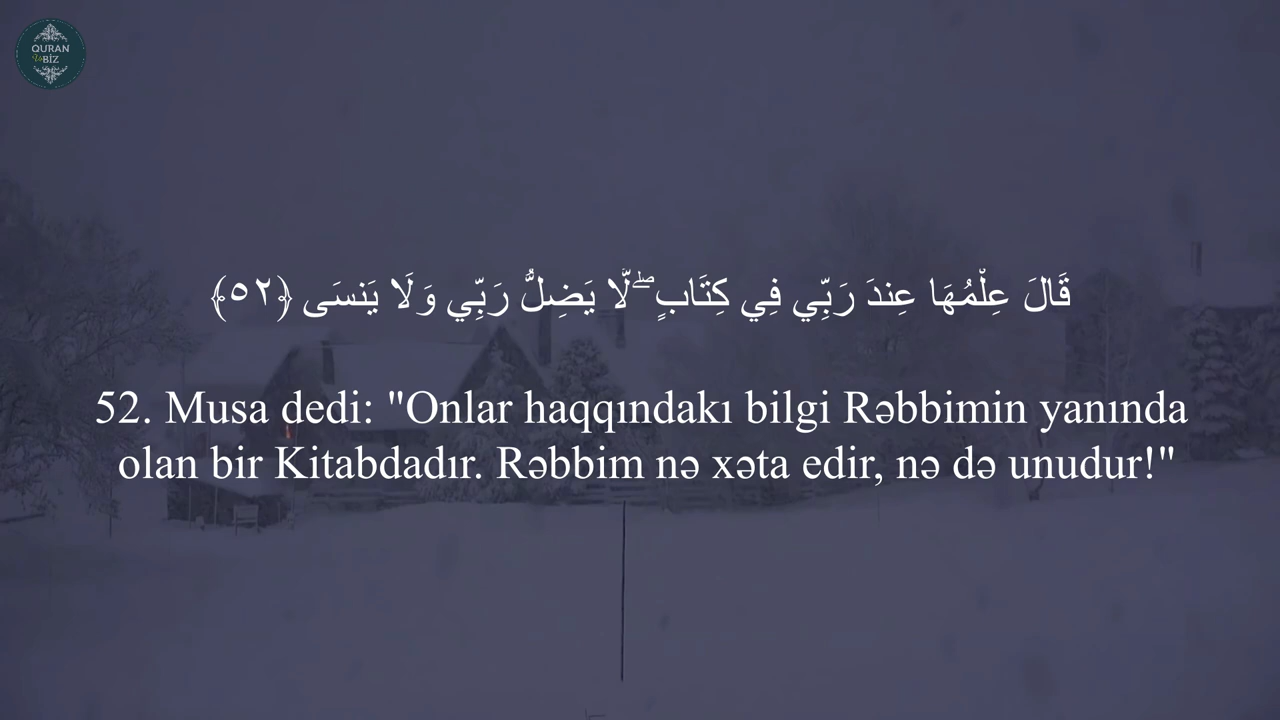 QURAN
Və
BİZ
قَالَ عِلْمُهَا عِندَ رَبِّي فِي كِتَابٍ ۖ لَّا يَضِلُّ رَبِّي وَلَا يَنسَى ﴿٥٢﴾
52. Musa dedi: "Onlar haqqındakı bilgi Rəbbimin yanında
olan bir Kitabdadır. Rəbbim nə xəta edir, nə də unudur!"